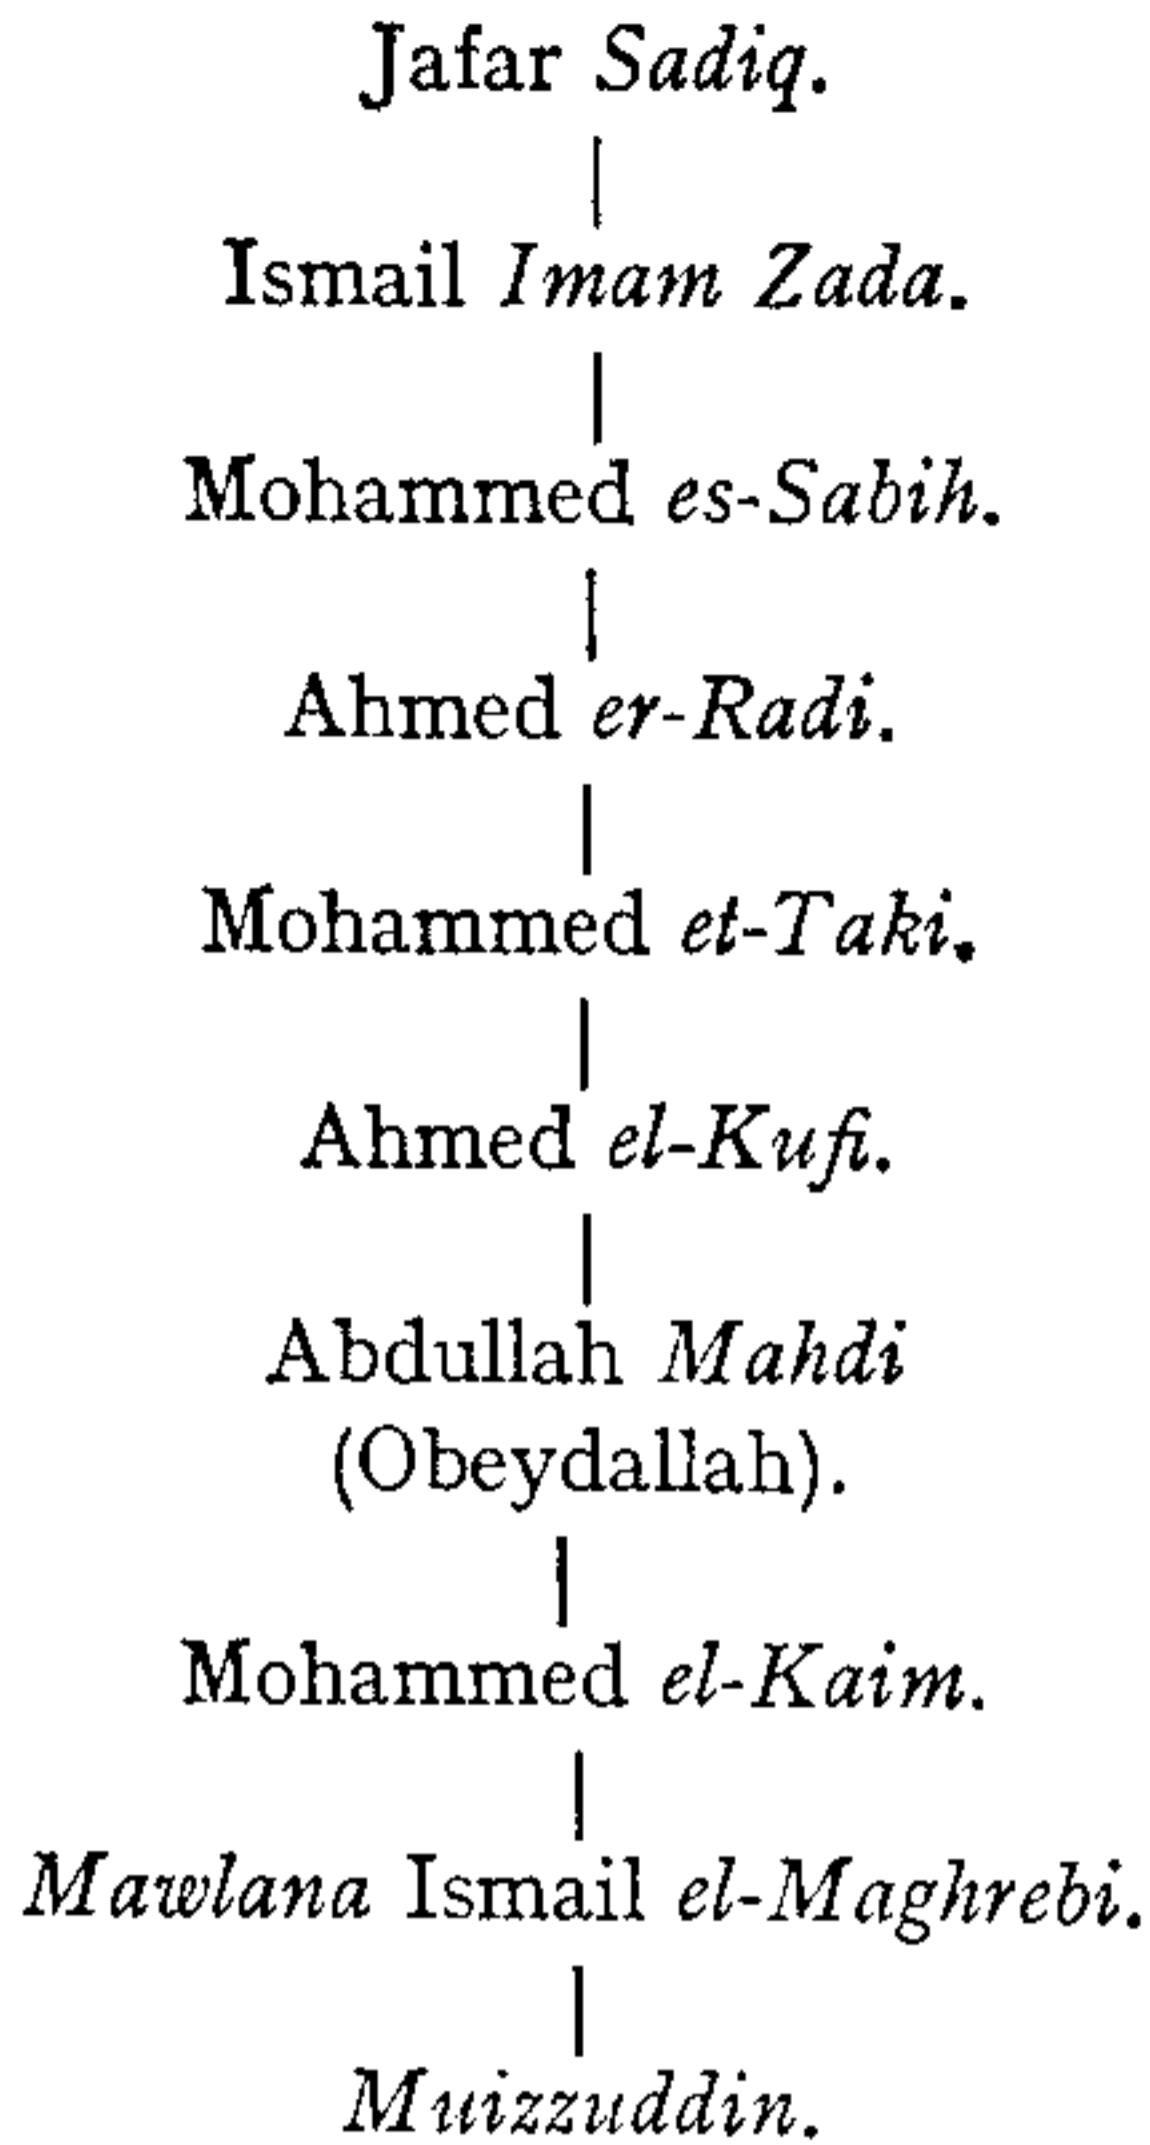 Jafar Sadiq.
Ismail Imam Zada.
Mohammed es-Sabih.
Ahmed er-Radi.
Mohammed et-Taki.
Ahmed el-Kufi.
Abdullah Mahdi
(Obeydallah).
Mohammed el-Kaim.
Mawlana Ismail el-Maghrebi.
Muizzuddin.